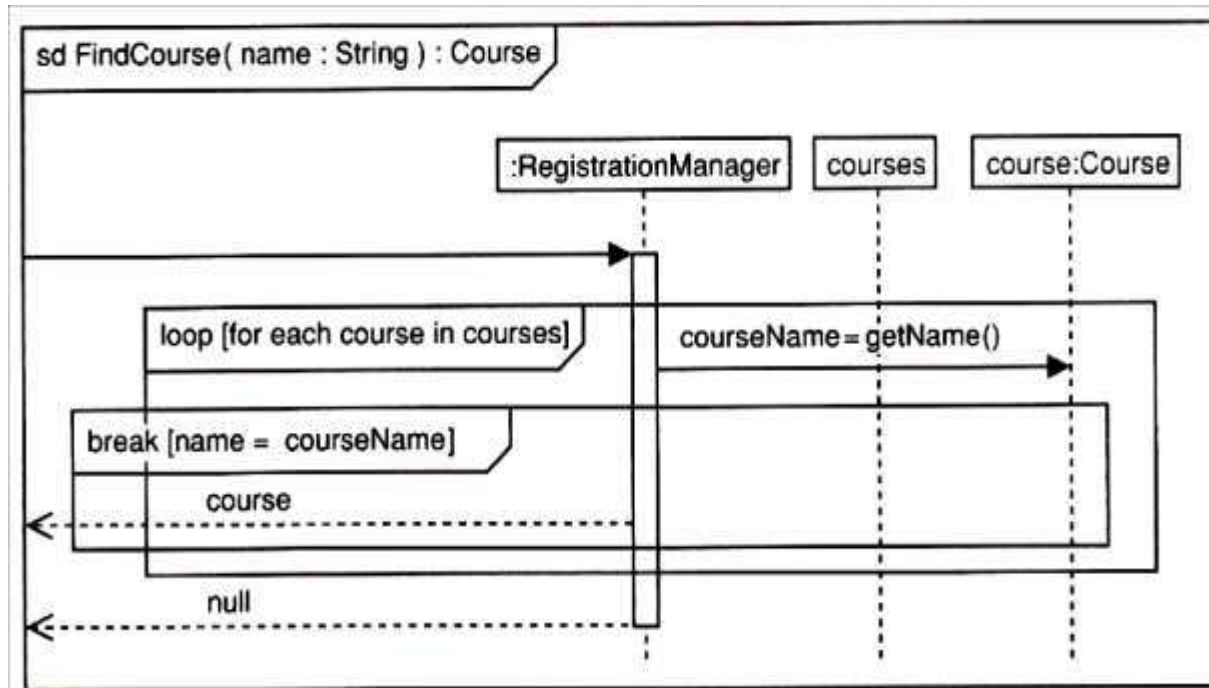 sd FindCourse( name : String ) : Course
:RegistrationManager
courses
course:Course
loop [for each course in courses]
courseName=getName()
break [name = courseName]
course
null